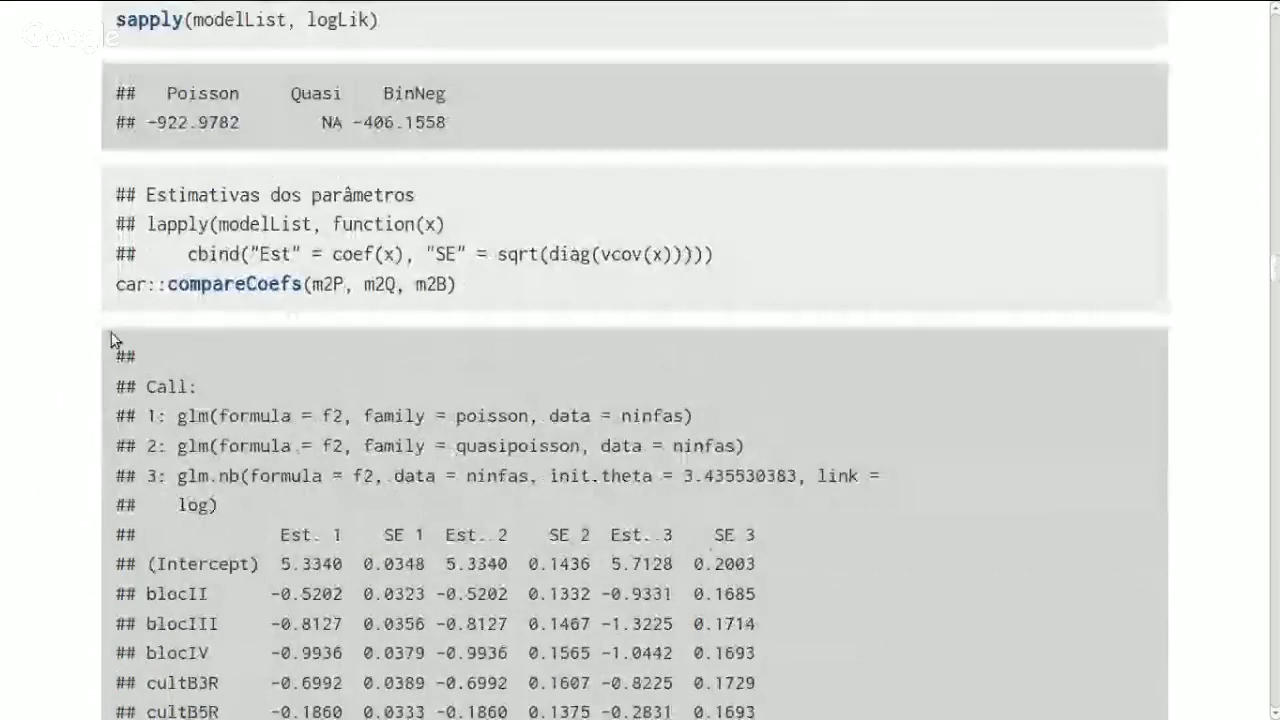 sapply(modelList, logLik)
Google
##   Poisson     Quasi    BinNeg
## -922.9782        NA -406.1558
## Estimativas dos parâmetros
## lapply(modelList, function(x)
##     cbind("Est" = coef(x), "SE" = sqrt(diag(vcov(x)))))
car::compareCoefs(m2P, m2Q, m2B)
##
## Call:
## 1: glm(formula = f2, family = poisson, data = ninfas)
## 2: glm(formula = f2, family = quasipoisson, data = ninfas)
## 3: glm.nb(formula = f2, data = ninfas, init.theta = 3.435530383, link =
##    log)
##              Est. 1    SE 1  Est. 2    SE 2  Est. 3    SE 3
## (Intercept)  5.3340  0.0348  5.3340  0.1436  5.7128  0.2003
## blocII      -0.5202  0.0323 -0.5202  0.1332 -0.9331  0.1685
## blocIII     -0.8127  0.0356 -0.8127  0.1467 -1.3225  0.1714
## blocIV      -0.9936  0.0379 -0.9936  0.1565 -1.0442  0.1693
## cultB3R     -0.6992  0.0389 -0.6992  0.1607 -0.8225  0.1729
## cultB5R     -0.1860  0.0333 -0.1860  0.1375 -0.2831  0.1693